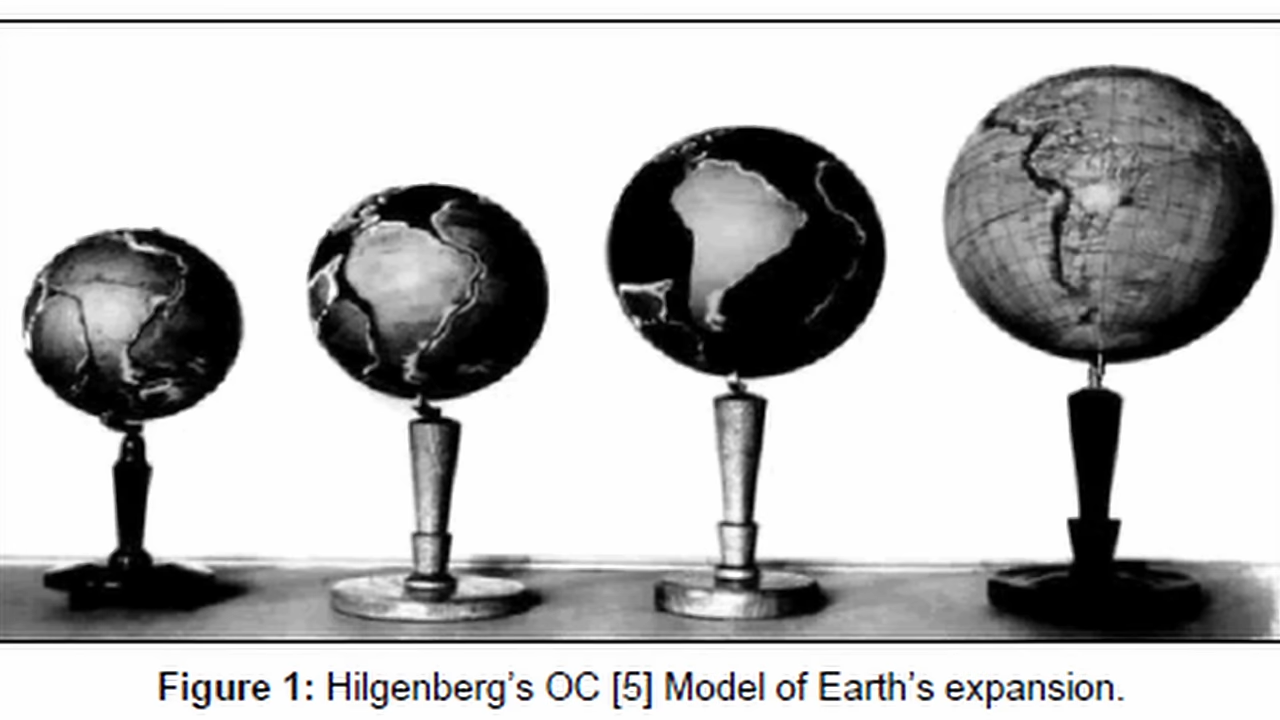 Figure 1: Hilgenberg’s OC [5] Model of Earth’s expansion.